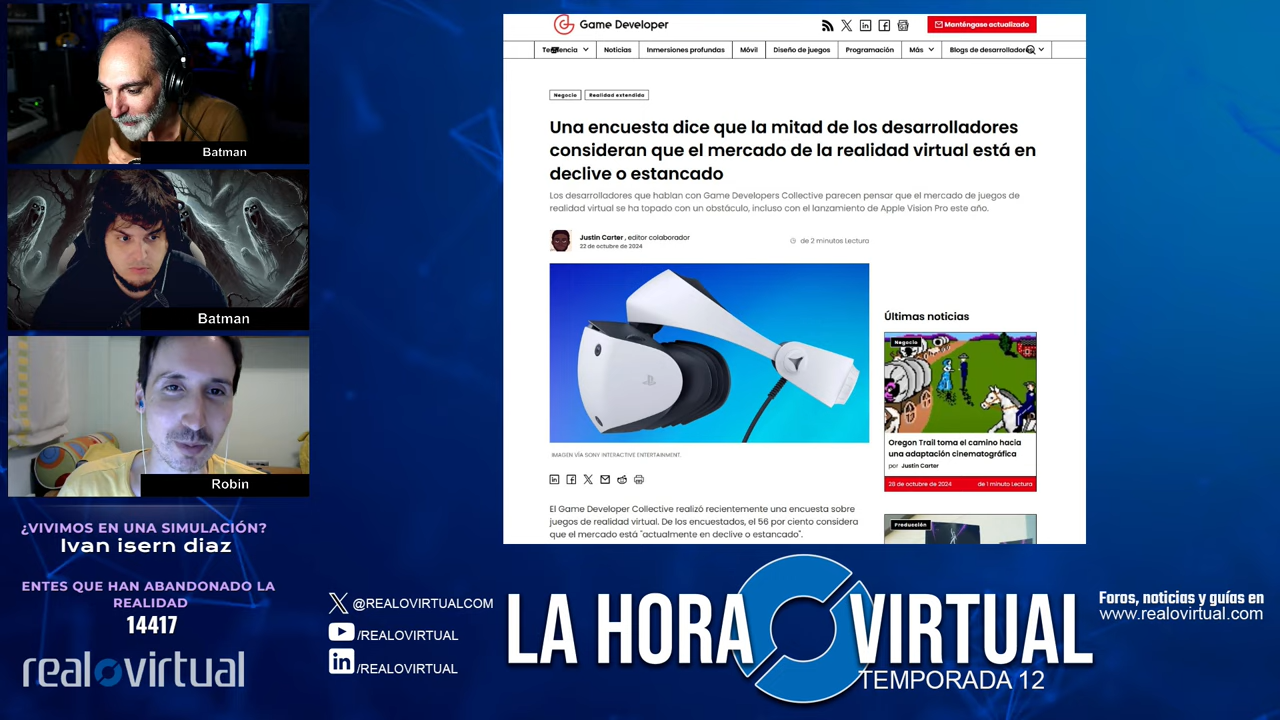 Batman
Batman
Robin
¿VIVIMOS EN UNA SIMULACIÓN?
Ivan isern diaz
ENTES QUE HAN ABANDONADO LA
REALIDAD
14417
realovirtual
Game Developer
Manténgase actualizado
Noticias
Inmersiones profundas
Móvil
Diseño de juegos
Programación
Más
Blogs de desarrolladores
Negocio
Realidad extendida
Una encuesta dice que la mitad de los desarrolladores
consideran que el mercado de la realidad virtual está en
declive o estancado
Los desarrolladores que hablan con Game Developers Collective parecen pensar que el mercado de juegos de
realidad virtual se ha topado con un obstáculo, incluso con el lanzamiento de Apple Vision Pro este año.
Justin Carter , editor colaborador
22 de octubre de 2024
de 2 minutos Lectura
IMAGEN VÍA SONY INTERACTIVE ENTERTAINMENT.
El Game Developer Collective realizó recientemente una encuesta sobre
juegos de realidad virtual. De los encuestados, el 56 por ciento considera
que el mercado está "actualmente en declive o estancado".
Últimas noticias
Negocio
Oregon Trail toma el camino hacia
una adaptación cinematográfica
por Justin Carter
28 de octubre de 2024
de 1 minuto Lectura
Producción
@REALOVIRTUALCOM
/REALOVIRTUAL
/REALOVIRTUAL
LA HORA VIRTUAL
TEMPORADA 12
Foros, noticias y guías en
www.realovirtual.com